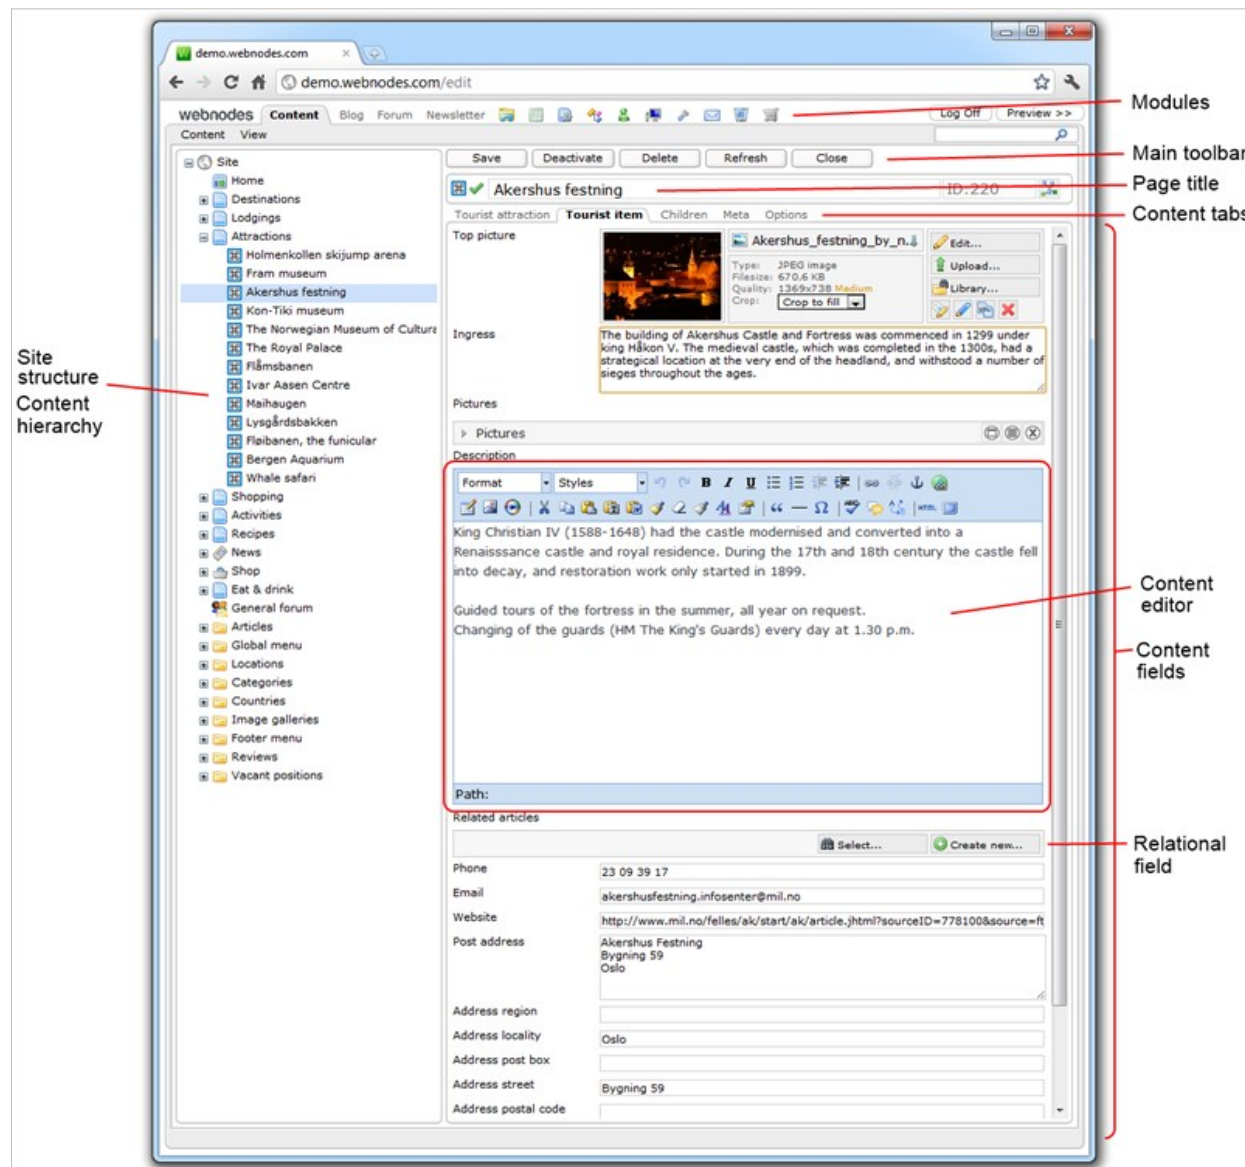 demo.webnodes.com
demo.webnodes.com/edit
webnodes Content Blog Forum Newsletter
Log Off Preview >>
Modules
Content View
Save Deactivate Delete Refresh Close
Main toolbar
Akershus festning ID:220
Page title
Tourist attraction Tourist item Children Meta Options
Content tabs
Site
Home
Destinations
Lodgings
Attractions
Holmenkollen skijump arena
Fram museum
Akershus festning
Kon-Tiki museum
The Norwegian Museum of Cultura
The Royal Palace
Flåmsbanen
Ivar Aasen Centre
Maihaugen
Lysgårdsbakken
Fløibanen, the funicular
Bergen Aquarium
Whale safari
Shopping
Activities
Recipes
News
Shop
Eat & drink
General forum
Articles
Global menu
Locations
Categories
Countries
Image galleries
Footer menu
Reviews
Vacant positions
Site
structure
Content
hierarchy
Top picture
Akershus_festning_by_n..
Type: JPEG image
Filesize: 670,6 KB
Quality: 1369x738 Medium
Crop: Crop to fill
Edit...
Upload...
Library...
Ingress
The building of Akershus Castle and Fortress was commenced in 1299 under
king Håkon V. The medieval castle, which was completed in the 1300s, had a
strategical location at the very end of the headland, and withstood a number of
sieges throughout the ages.
Pictures
Pictures
Description
Format Styles B I U
HTML
King Christian IV (1588-1648) had the castle modernised and converted into a
Renaisssance castle and royal residence. During the 17th and 18th century the castle fell
into decay, and restoration work only started in 1899.
Guided tours of the fortress in the summer, all year on request.
Changing of the guards (HM The King's Guards) every day at 1.30 p.m.
Path:
Content
editor
Content
fields
Related articles
Select... Create new...
Relational
field
Phone 23 09 39 17
Email akershusfestning.infosenter@mil.no
Website http://www.mil.no/felles/ak/start/ak/article.jhtml?sourceID=778100&source=ft
Post address Akershus Festning
Bygning 59
Oslo
Address region
Address locality Oslo
Address post box
Address street Bygning 59
Address postal code